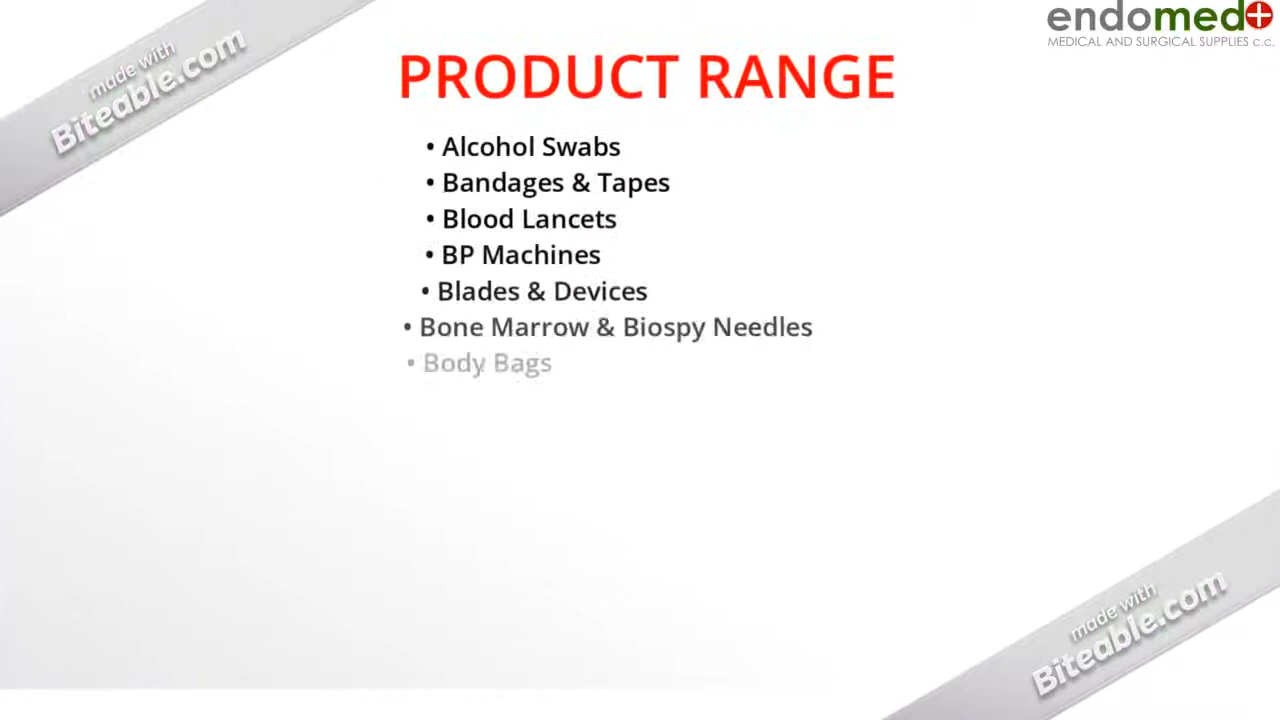 made with
Biteable.com
endomed
MEDICAL AND SURGICAL SUPPLIES c.c.
PRODUCT RANGE
• Alcohol Swabs
• Bandages & Tapes
• Blood Lancets
• BP Machines
• Blades & Devices
• Bone Marrow & Biospy Needles
• Body Bags
made with
Biteable.com